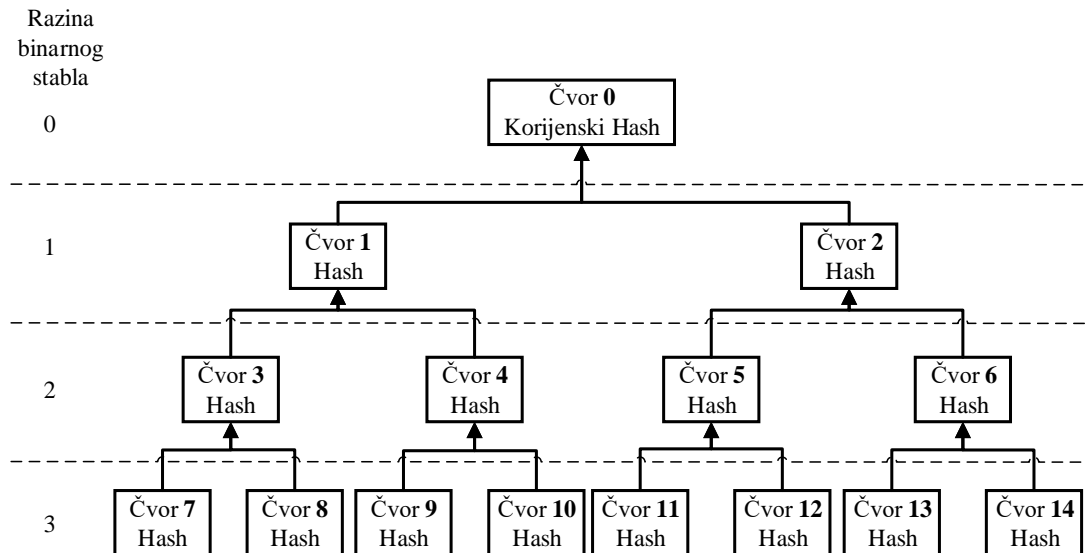 Razina
binarnog
stabla
0
Čvor 0
Korijenski Hash
1
Čvor 1
Hash
Čvor 2
Hash
2
Čvor 3
Hash
Čvor 4
Hash
Čvor 5
Hash
Čvor 6
Hash
3
Čvor 7
Hash
Čvor 8
Hash
Čvor 9
Hash
Čvor 10
Hash
Čvor 11
Hash
Čvor 12
Hash
Čvor 13
Hash
Čvor 14
Hash